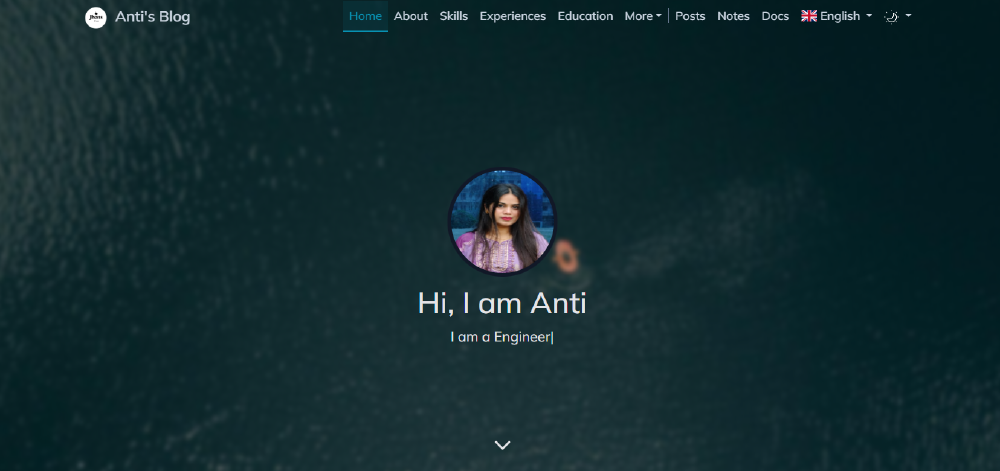 Anti's Blog
Home About Skills Experiences Education More Posts Notes Docs English
Hi, I am Anti
I am a Engineer|